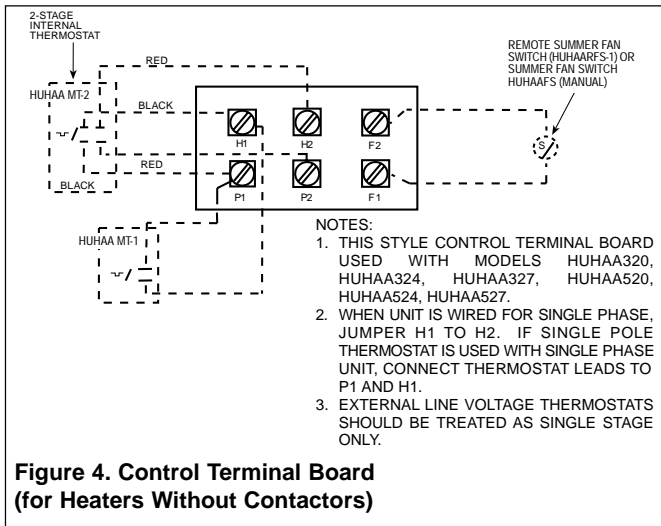 2-STAGE
INTERNAL
THERMOSTAT
RED
REMOTE SUMMER FAN
SWITCH (HUHAARFS-1) OR
SUMMER FAN SWITCH
HUHAAFS (MANUAL)
HUHAA MT-2
BLACK
H1
H2
F2
S
RED
BLACK
P1
P2
F1
HUHAA MT-1
NOTES:
1. THIS STYLE CONTROL TERMINAL BOARD
USED WITH MODELS HUHAA320,
HUHAA324, HUHAA327, HUHAA520,
HUHAA524, HUHAA527.
2. WHEN UNIT IS WIRED FOR SINGLE PHASE,
JUMPER H1 TO H2. IF SINGLE POLE
THERMOSTAT IS USED WITH SINGLE PHASE
UNIT, CONNECT THERMOSTAT LEADS TO
P1 AND H1.
3. EXTERNAL LINE VOLTAGE THERMOSTATS
SHOULD BE TREATED AS SINGLE STAGE
ONLY.
Figure 4. Control Terminal Board
(for Heaters Without Contactors)